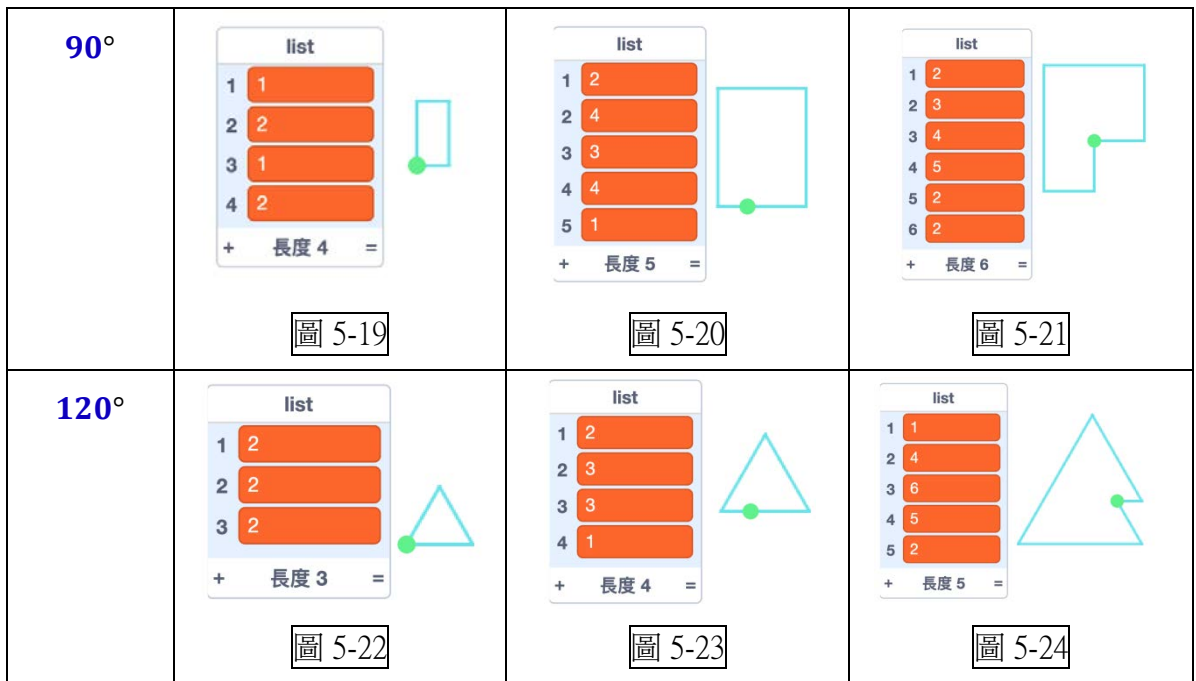 90°
list
1 1
2 2
3 1
4 2
+ 長度 4 =
圖 5-19
list
1 2
2 4
3 3
4 4
5 1
+ 長度 5 =
圖 5-20
list
1 2
2 3
3 4
4 5
5 2
6 2
+ 長度 6 =
圖 5-21
120°
list
1 2
2 2
3 2
+ 長度 3 =
圖 5-22
list
1 2
2 3
3 3
4 1
+ 長度 4 =
圖 5-23
list
1 1
2 4
3 6
4 5
5 2
+ 長度 5 =
圖 5-24